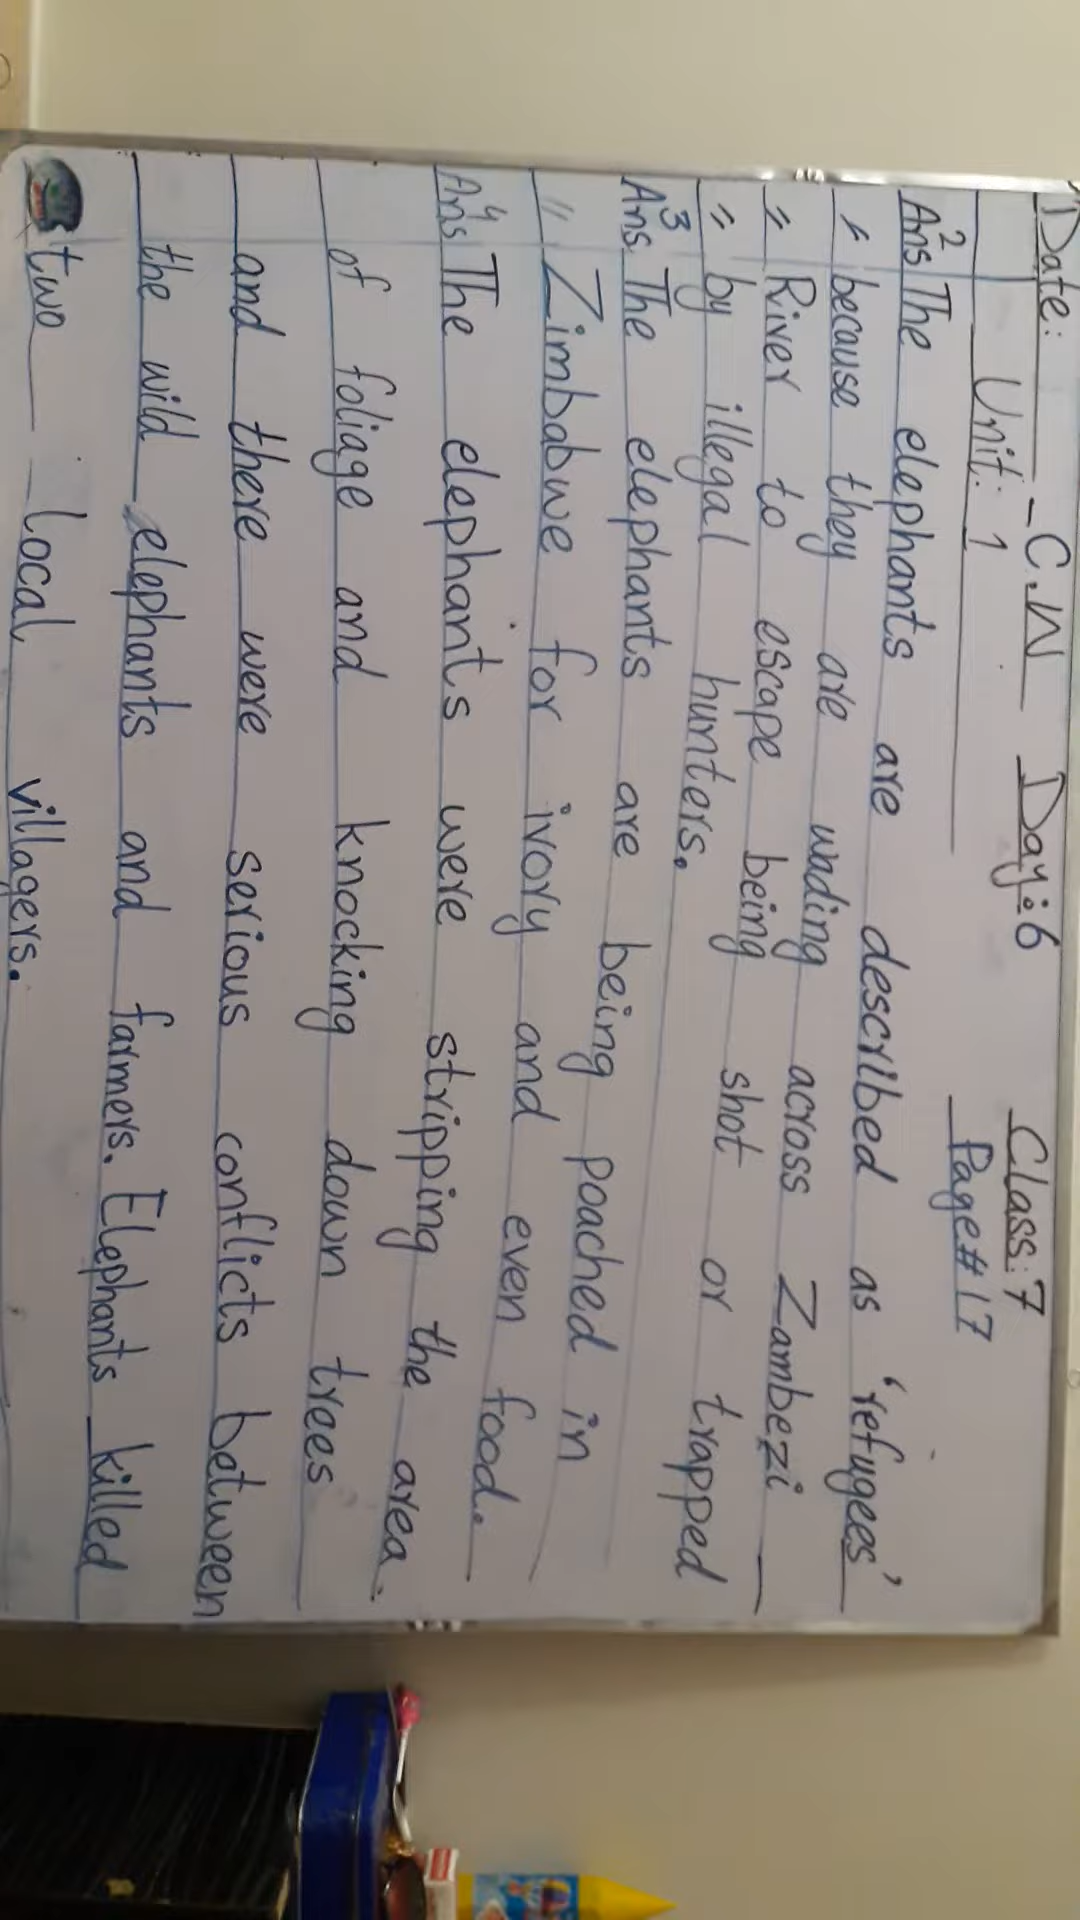 Date: C.W Day:6 Class:7
Unit: 1 Page#17
Ans2 The elephants are described as 'refugees'
" because they are wading across Zambezi
" River to escape being shot or trapped
" by illegal hunters.
Ans.3 The elephants are being poached in
" Zimbabwe for ivory and even food.
Ans4 The elephants were stripping the area
of foliage and knocking down trees
and there were serious conflicts between
the wild elephants and farmers. Elephants killed
two local villagers.